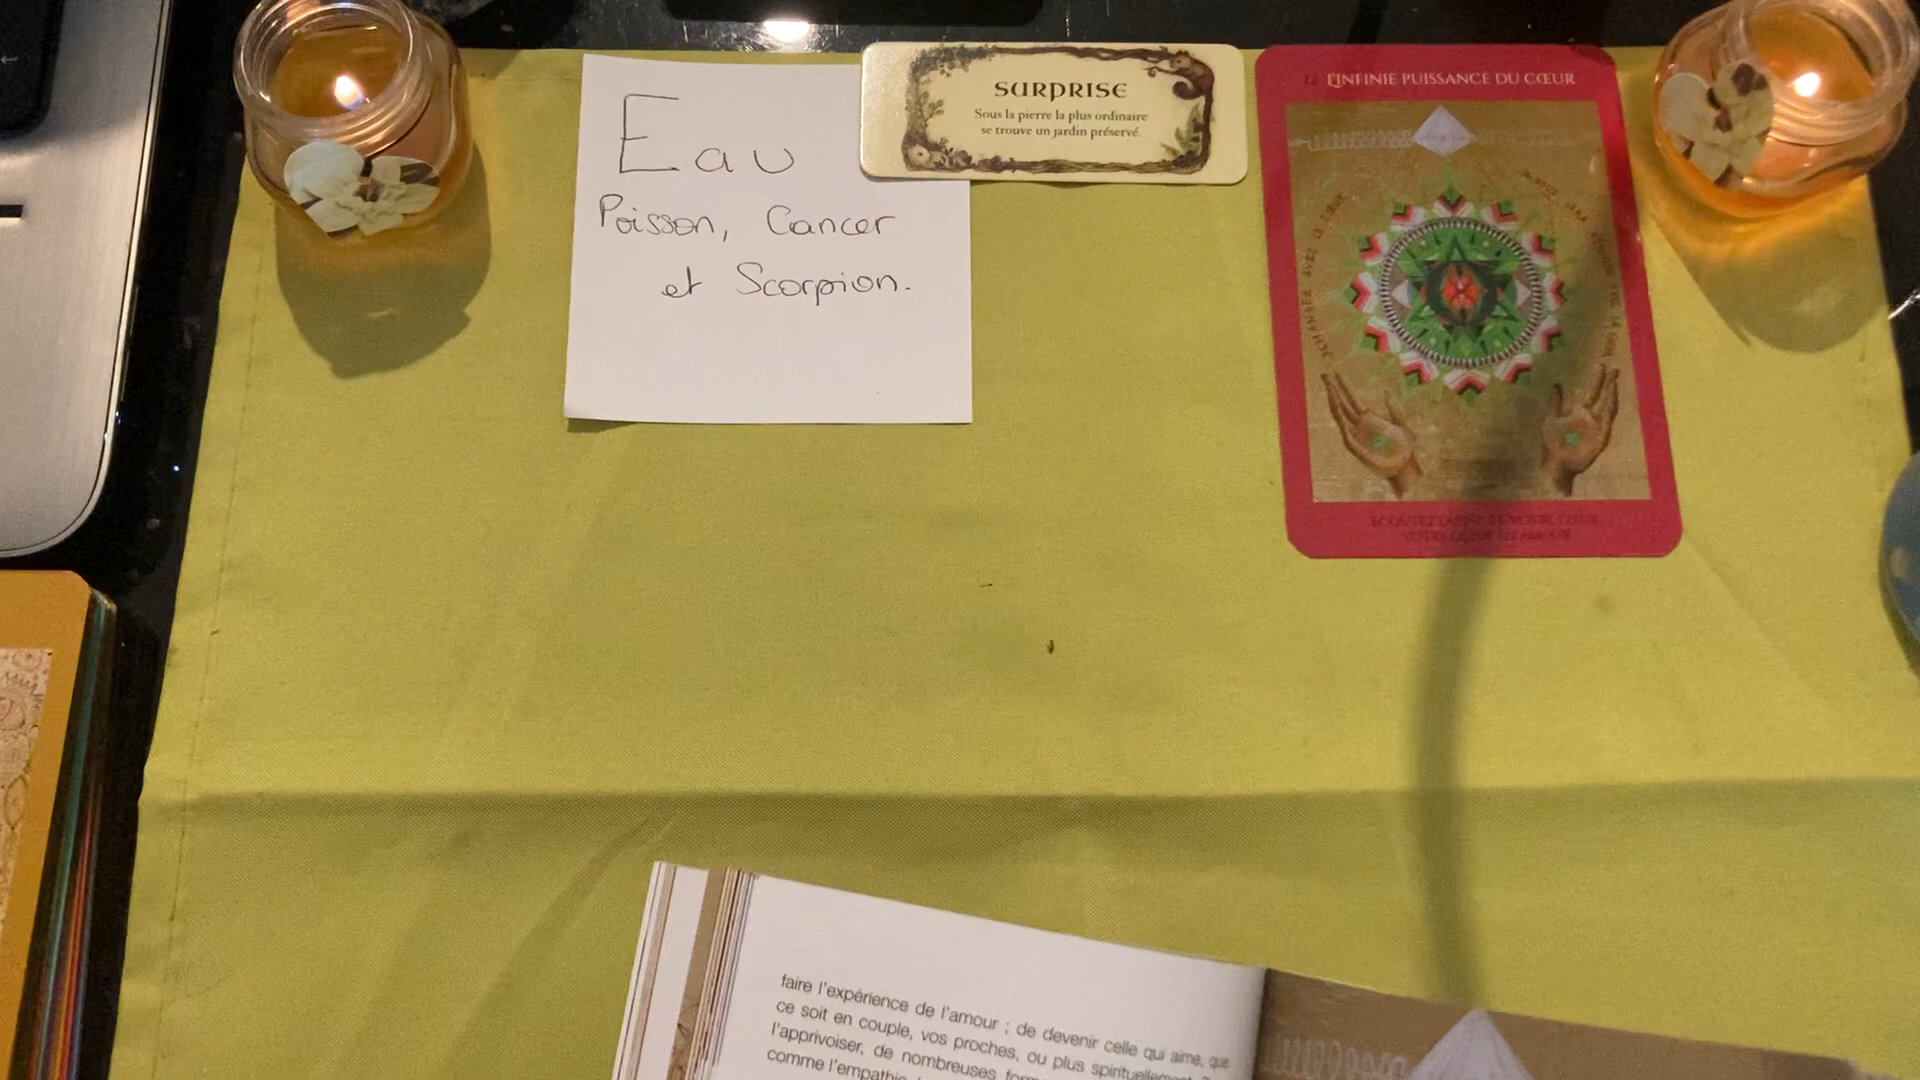 Eau
Poisson, Cancer
et Scorpion.
SURPRISE
Sous la pierre la plus ordinaire
se trouve un jardin préservé.
12 L'INFINIE PUISSANCE DU CŒUR
faire l'expérience de l'amour ; de devenir celle qui aime, que
ce soit en couple, vos proches, ou plus spirituellement
l'apprivoiser, de nombreuses
comme l'empathie